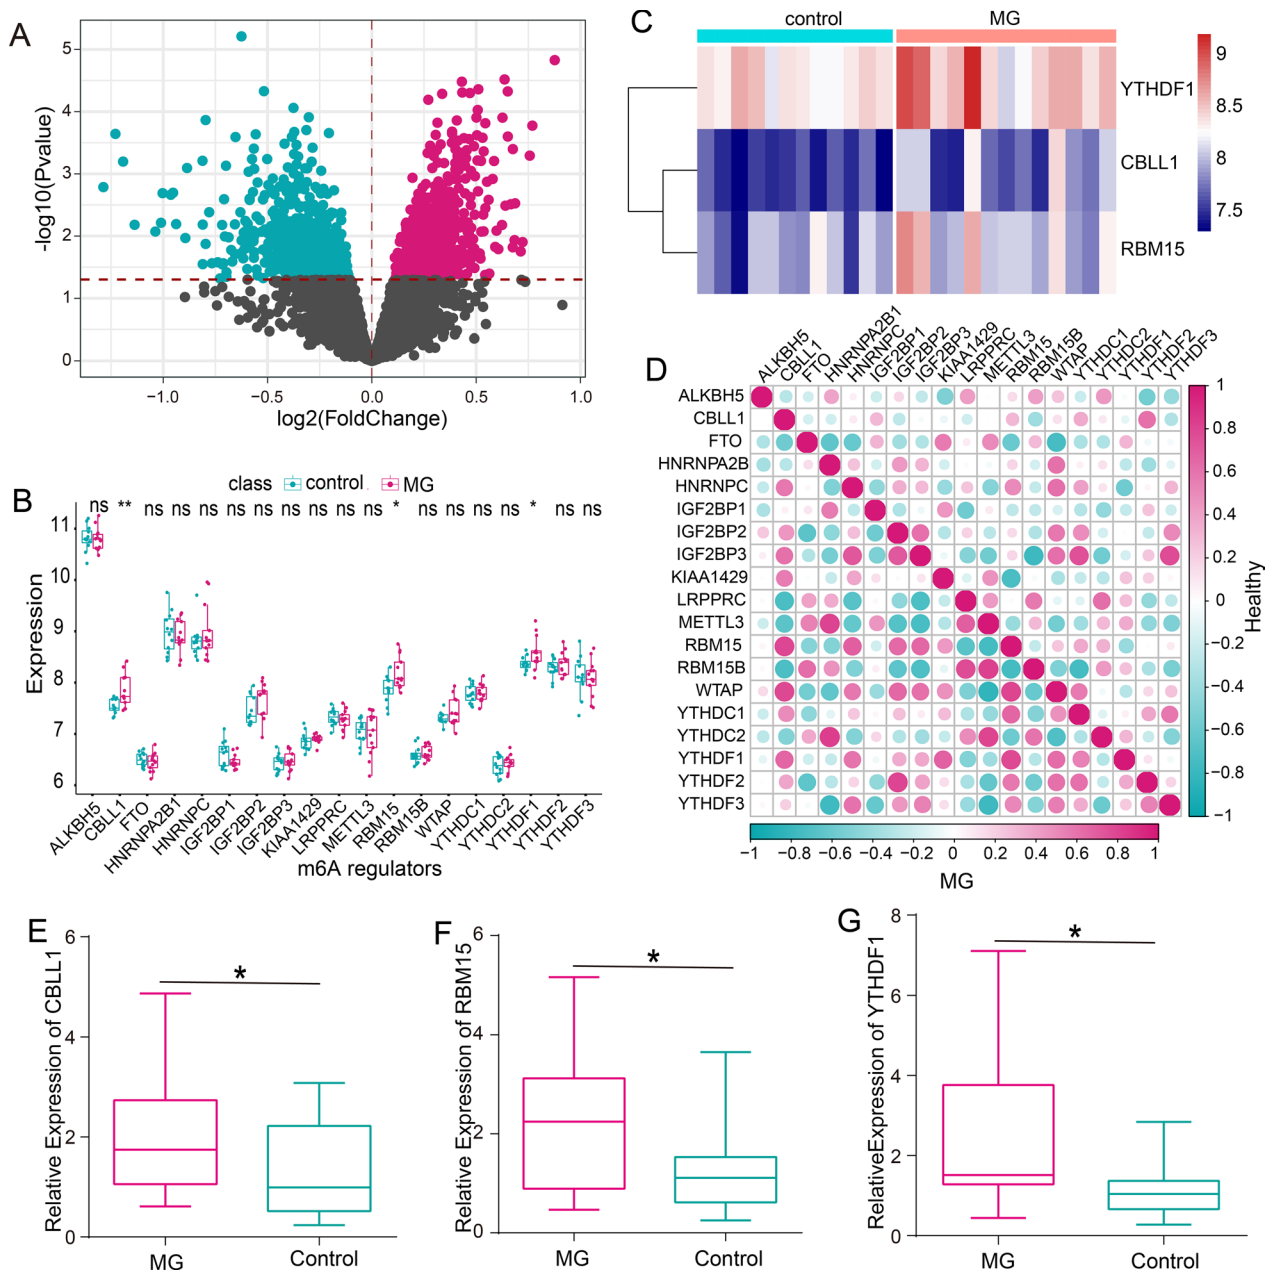 A
-log10(Pvalue)
5
4
3
2
1
0
−1.0
−0.5
0.0
0.5
1.0
log2(FoldChange)
B
class control MG
ns ** ns ns ns ns ns ns ns ns * ns ns ns * ns ns
Expression
11
10
9
8
7
6
ALKBH5
CBLL1
FTO
HNRNPA2B1
HNRNPC
IGF2BP1
IGF2BP2
IGF2BP3
KIAA1429
LRPPRC
METTL3
RBM15
RBM15B
WTAP
YTHDC1
YTHDC2
YTHDF1
YTHDF2
YTHDF3
m6A regulators
C
control
MG
YTHDF1
CBLL1
RBM15
9
8.5
8
7.5
D
ALKBH5
CBLL1
FTO
HNRNPA2B1
HNRNPC
IGF2BP1
IGF2BP2
IGF2BP3
KIAA1429
LRPPRC
METTL3
RBM15
RBM15B
WTAP
YTHDC1
YTHDC2
YTHDF1
YTHDF2
YTHDF3
ALKBH5
CBLL1
FTO
HNRNPA2B
HNRNPC
IGF2BP1
IGF2BP2
IGF2BP3
KIAA1429
LRPPRC
METTL3
RBM15
RBM15B
WTAP
YTHDC1
YTHDC2
YTHDF1
YTHDF2
YTHDF3
1
0.8
0.6
0.4
0.2
0
−0.2
−0.4
−0.6
−0.8
−1
Healthy
−1 −0.8 −0.6 −0.4 −0.2 0 0.2 0.4 0.6 0.8 1
MG
E
Relative Expression of CBLL1
6
4
2
0
*
MG
Control
F
Relative Expression of RBM15
6
4
2
0
*
MG
Control
G
RelativeExpression of YTHDF1
8
6
4
2
0
*
MG
Control